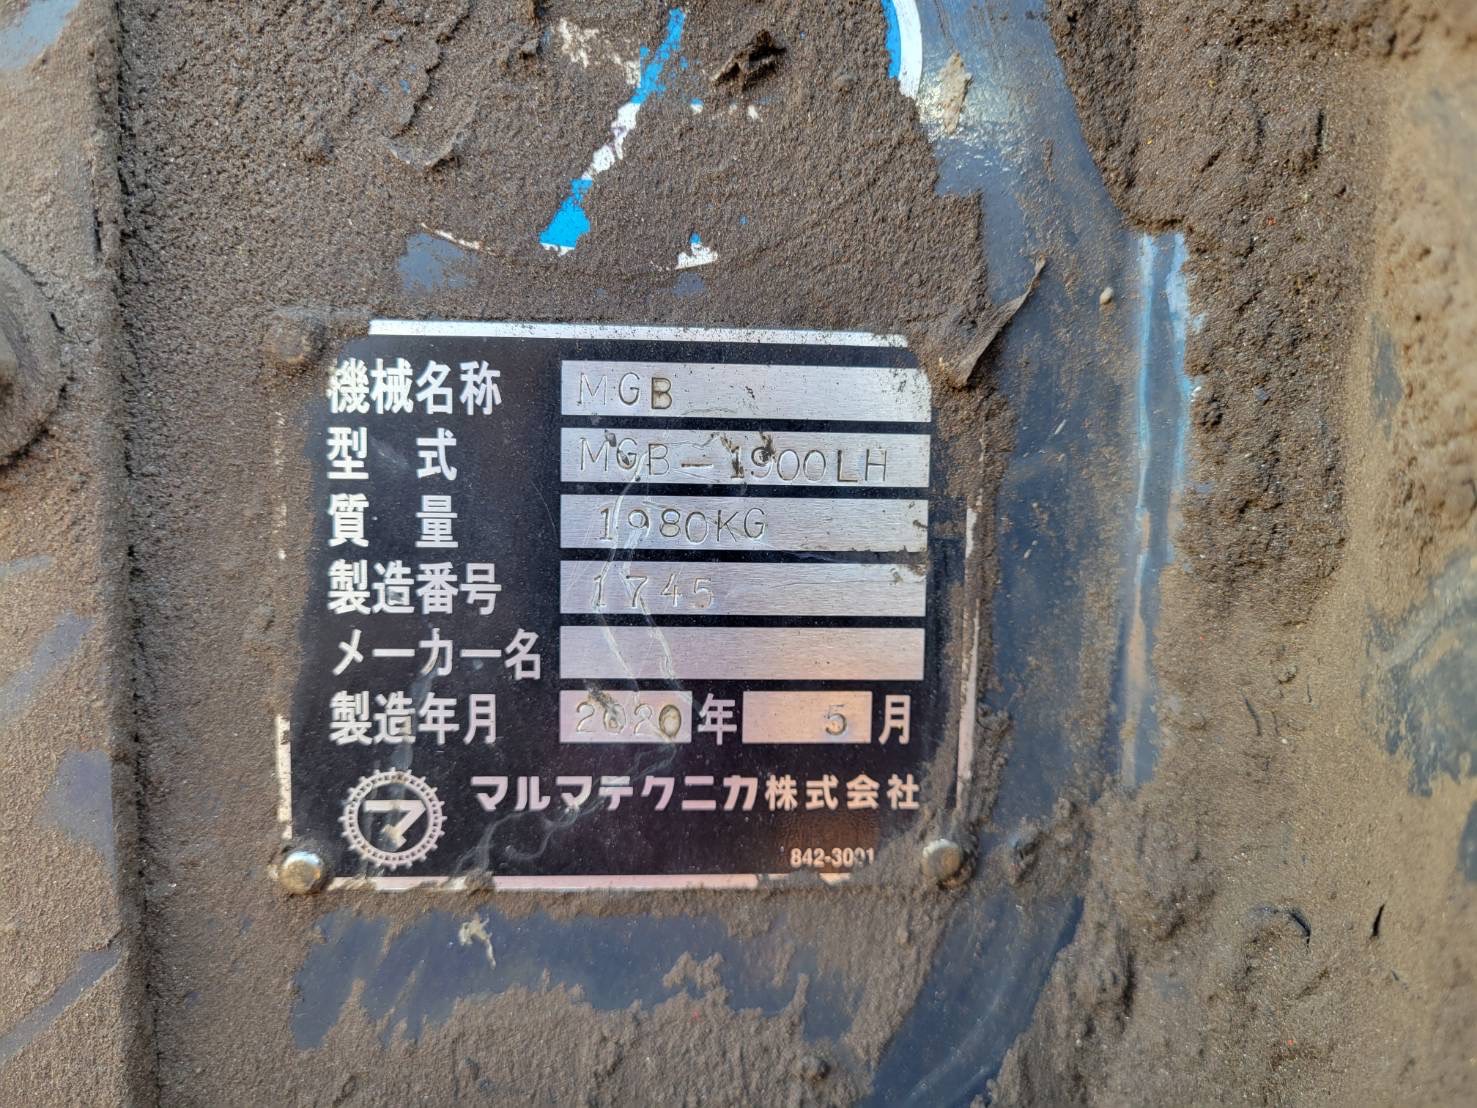 機械名称 MGB
型式 MGB-1900LH
質量 1980KG
製造番号 1745
メーカー名
製造年月 2020年 5月
マ マルマテクニカ株式会社
842-3001